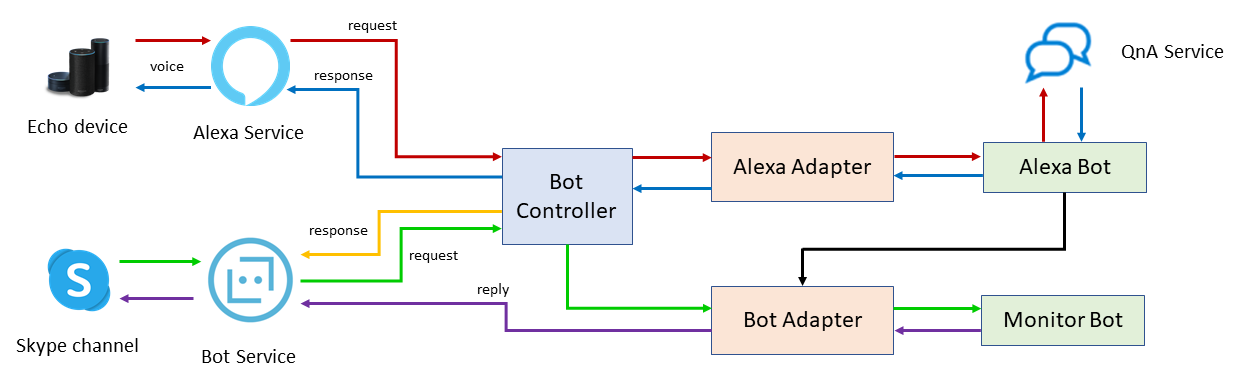 request
voice
response
QnA Service
Echo device
Alexa Service
Alexa Adapter
Alexa Bot
Bot
Controller
response
request
S
reply
Skype channel
Bot Service
Bot Adapter
Monitor Bot